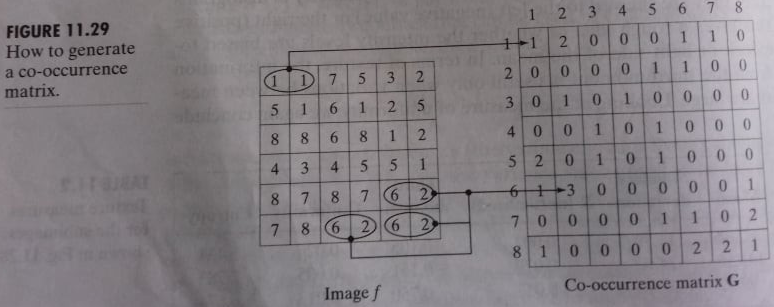 FIGURE 11.29
How to generate
a co-occurrence
matrix.
1 1 7 5 3 2
5 1 6 1 2 5
8 8 6 8 1 2
4 3 4 5 5 1
8 7 8 7 6 2
7 8 6 2 6 2
Image f
1 2 3 4 5 6 7 8
1 1 2 0 0 0 1 1 0
2 0 0 0 0 1 1 0 0
3 0 1 0 1 0 0 0 0
4 0 0 1 0 1 0 0 0
5 2 0 1 0 1 0 0 0
6 1 3 0 0 0 0 0 1
7 0 0 0 0 1 1 0 2
8 1 0 0 0 0 2 2 1
Co-occurrence matrix G